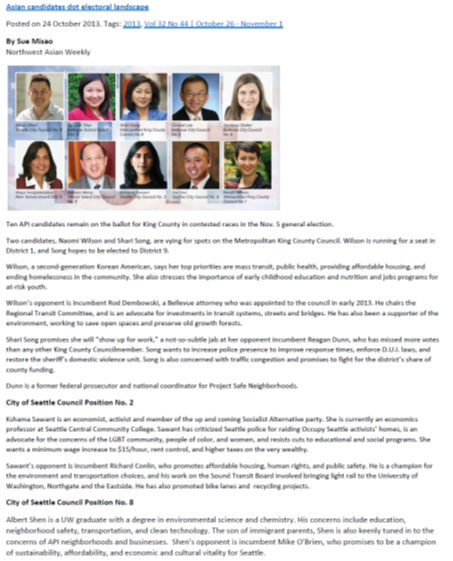 Asian candidates dot electoral landscape
Posted on 24 October 2013. Tags: 2013, Vol 32 No 44 | October 26 - November 1
By Sue Misao
Northwest Asian Weekly
Ten API candidates remain on the ballot for King County in contested races in the Nov. 5 general election.
Two candidates, Naomi Wilson and Shari Song, are vying for spots on the Metropolitan King County Council. Wilson is running for a seat in
District 1, and Song hopes to be elected to District 9.
Wilson, a second-generation Korean American, says her top priorities are mass transit, public health, providing affordable housing, and
ending homelessness in the community. She also stresses the importance of early childhood education and nutrition and jobs programs for
at-risk youth.
Wilson's opponent is incumbent Rod Dembowski, a Bellevue attorney who was appointed to the council in early 2013. He chairs the
Regional Transit Committee, and is an advocate for investments in transit systems, streets and bridges. He has also been a supporter of the
environment, working to save open spaces and preserve old growth forests.
Shari Song promises she will "show up for work," a not-so-subtle jab at her opponent incumbent Reagan Dunn, who has missed more votes
than any other King County Councilmember. Song wants to increase police presence to improve response times, enforce D.U.I. laws, and
restore the sheriff's domestic violence unit. Song is also concerned with traffic congestion and promises to fight for the district's share of
county funding.
Dunn is a former federal prosecutor and national coordinator for Project Safe Neighborhoods.
City of Seattle Council Position No. 2
Kshama Sawant is an economist, activist and member of the up and coming Socialist Alternative party. She is currently an economics
professor at Seattle Central Community College. Sawant has criticized Seattle police for raiding Occupy Seattle activists' homes, is an
advocate for the concerns of the LGBT community, people of color, and women, and resists cuts to educational and social programs. She
wants a minimum wage increase to $15/hour, rent control, and higher taxes on the very wealthy.
Sawant's opponent is incumbent Richard Conlin, who promotes affordable housing, human rights, and public safety. He is a champion for
the environment and transportation choices, and his work on the Sound Transit Board involved bringing light rail to the University of
Washington, Northgate and the Eastside. He has also promoted bike lanes and recycling projects.
City of Seattle Council Position No. 8
Albert Shen is a UW graduate with a degree in environmental science and chemistry. His concerns include education,
neighborhood safety, transportation, and clean technology. The son of immigrant parents, Shen is also keenly tuned in to the
concerns of API neighborhoods and businesses. Shen's opponent is incumbent Mike O'Brien, who promises to be a champion
of sustainability, affordability, and economic and cultural vitality for Seattle.